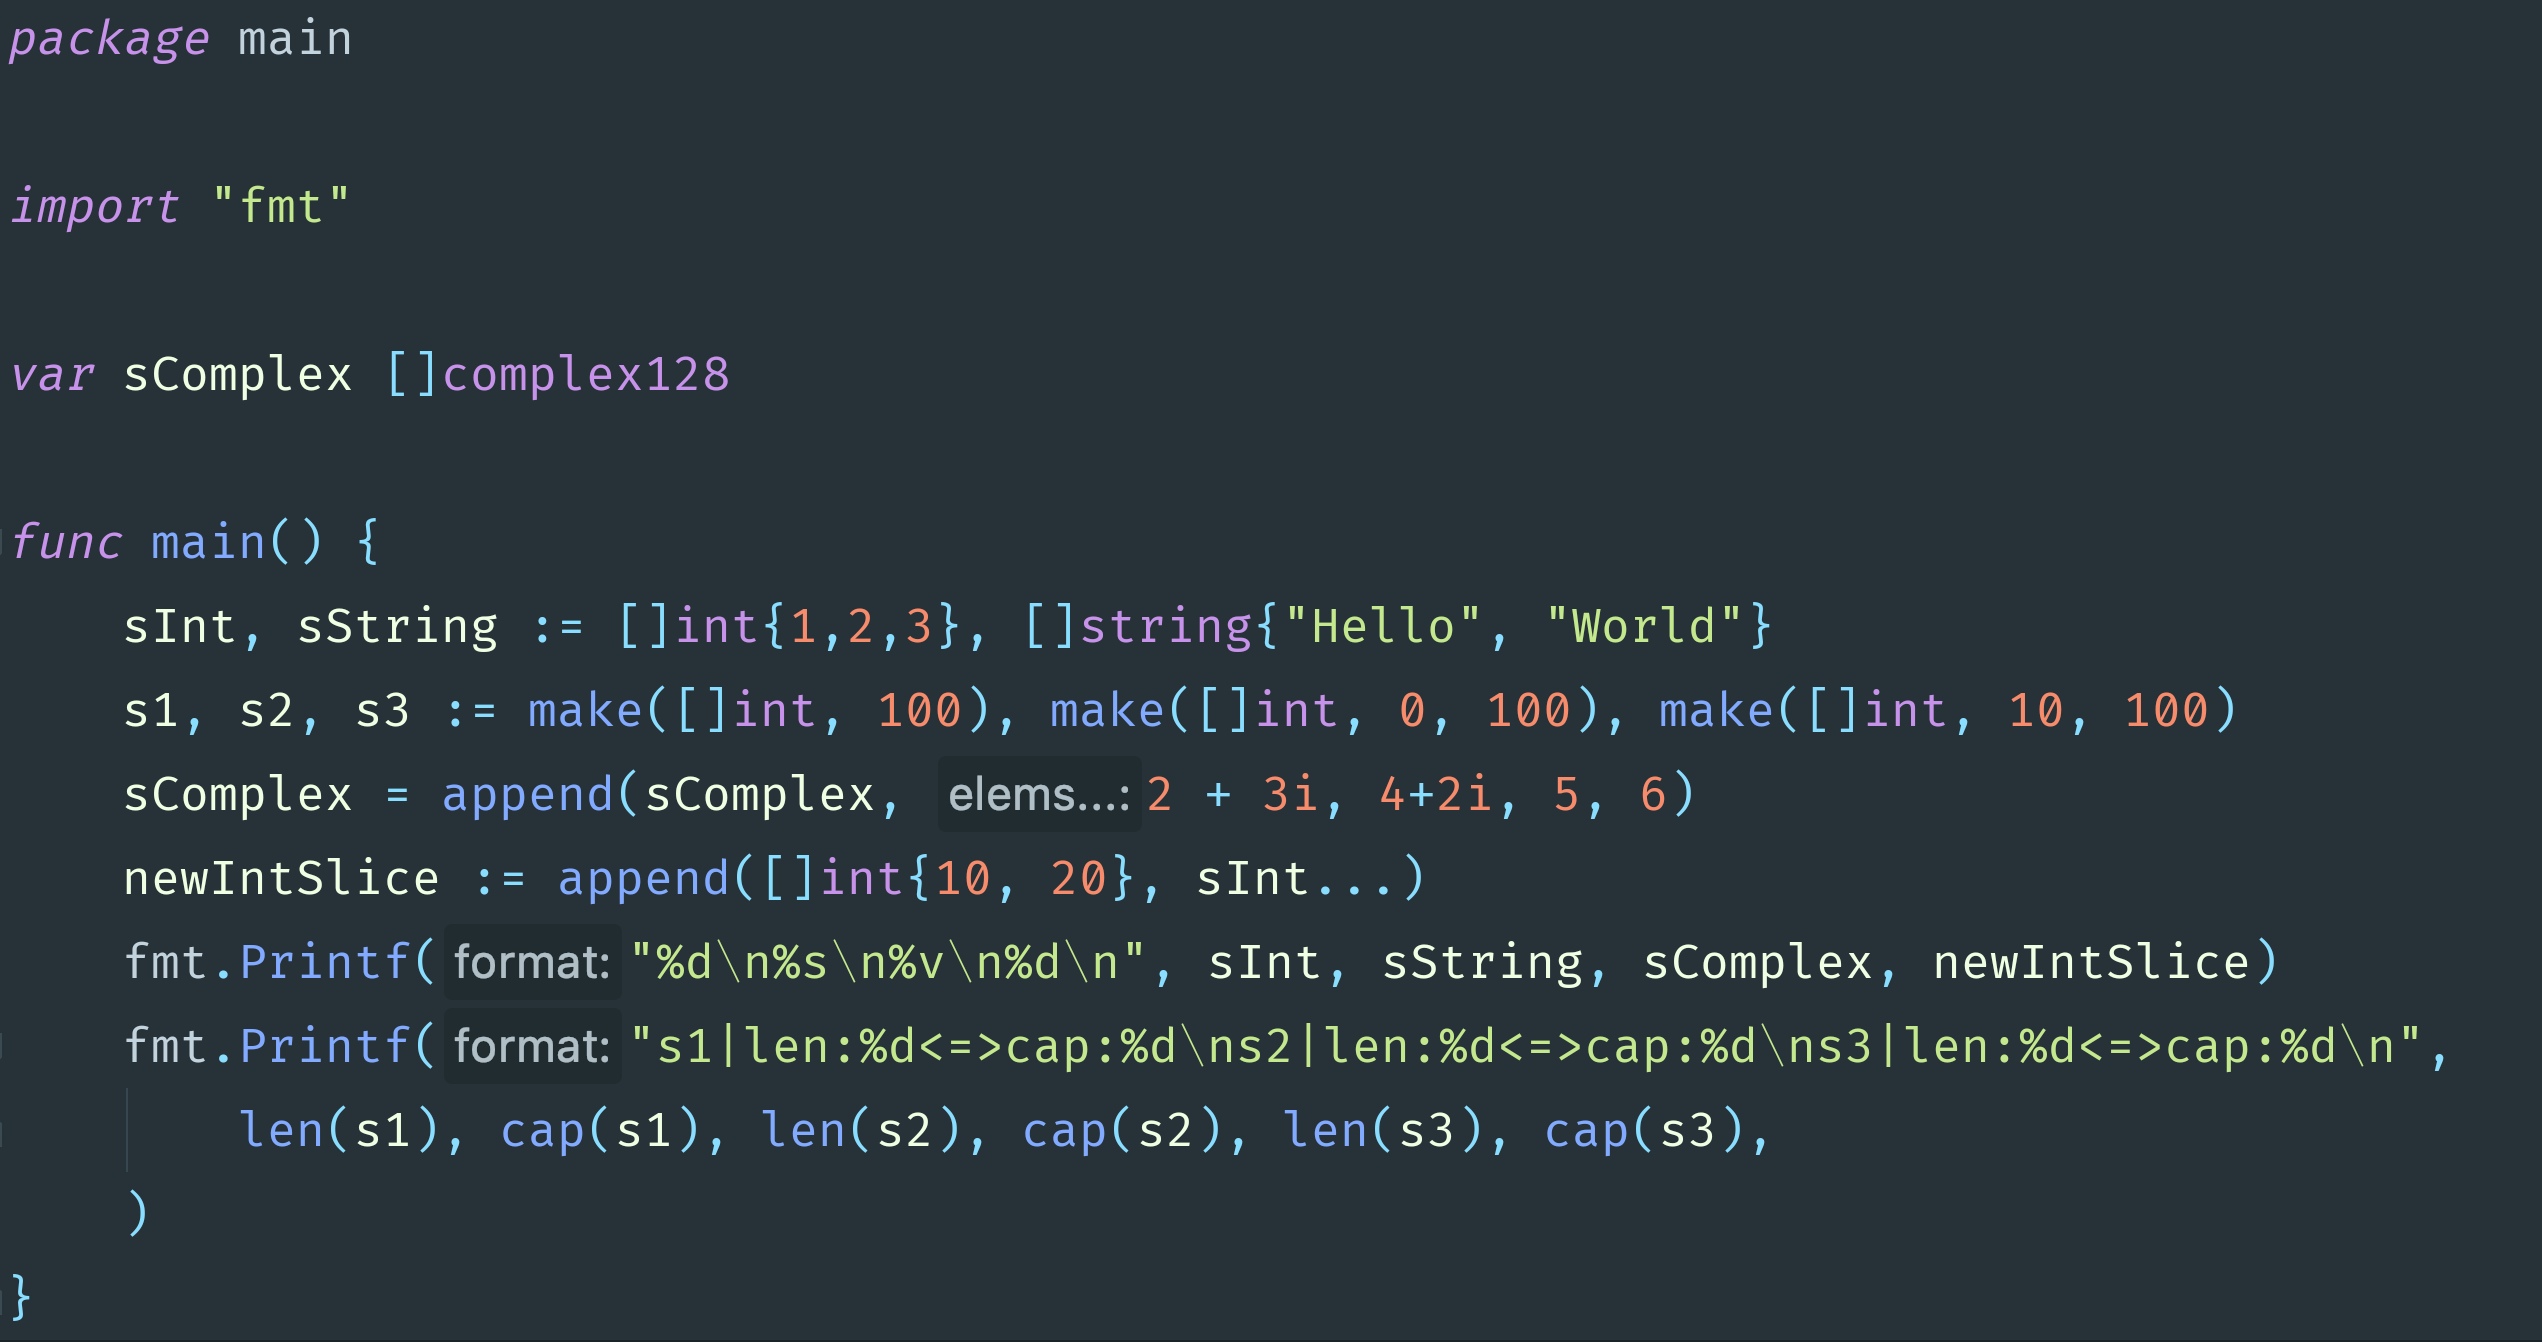 package main
import "fmt"
var sComplex []complex128
func main() {
sInt, sString := []int{1,2,3}, []string{"Hello", "World"}
s1, s2, s3 := make([]int, 100), make([]int, 0, 100), make([]int, 10, 100)
sComplex = append(sComplex, elems...: 2 + 3i, 4+2i, 5, 6)
newIntSlice := append([]int{10, 20}, sInt...)
fmt.Printf( format: "%d\n%s\n%v\n%d\n", sInt, sString, sComplex, newIntSlice)
fmt.Printf( format: "s1|len:%d<=>cap:%d\ns2|len:%d<=>cap:%d\ns3|len:%d<=>cap:%d\n",
len(s1), cap(s1), len(s2), cap(s2), len(s3), cap(s3),
)
}